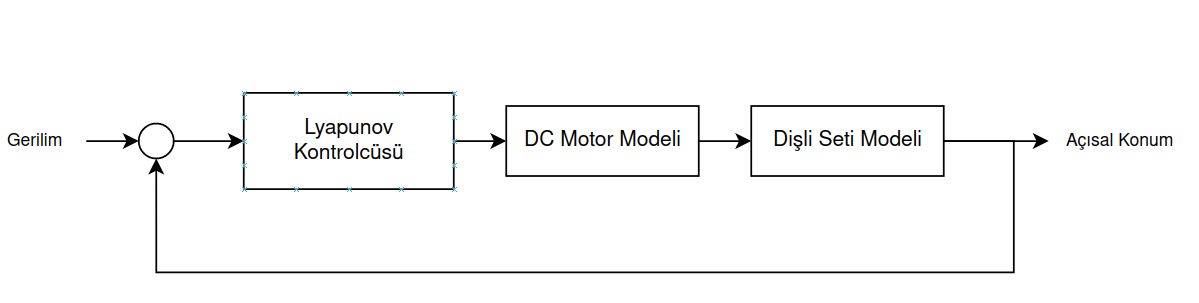 Gerilim
Lyapunov
Kontrolcüsü
DC Motor Modeli
Dişli Seti Modeli
Açısal Konum